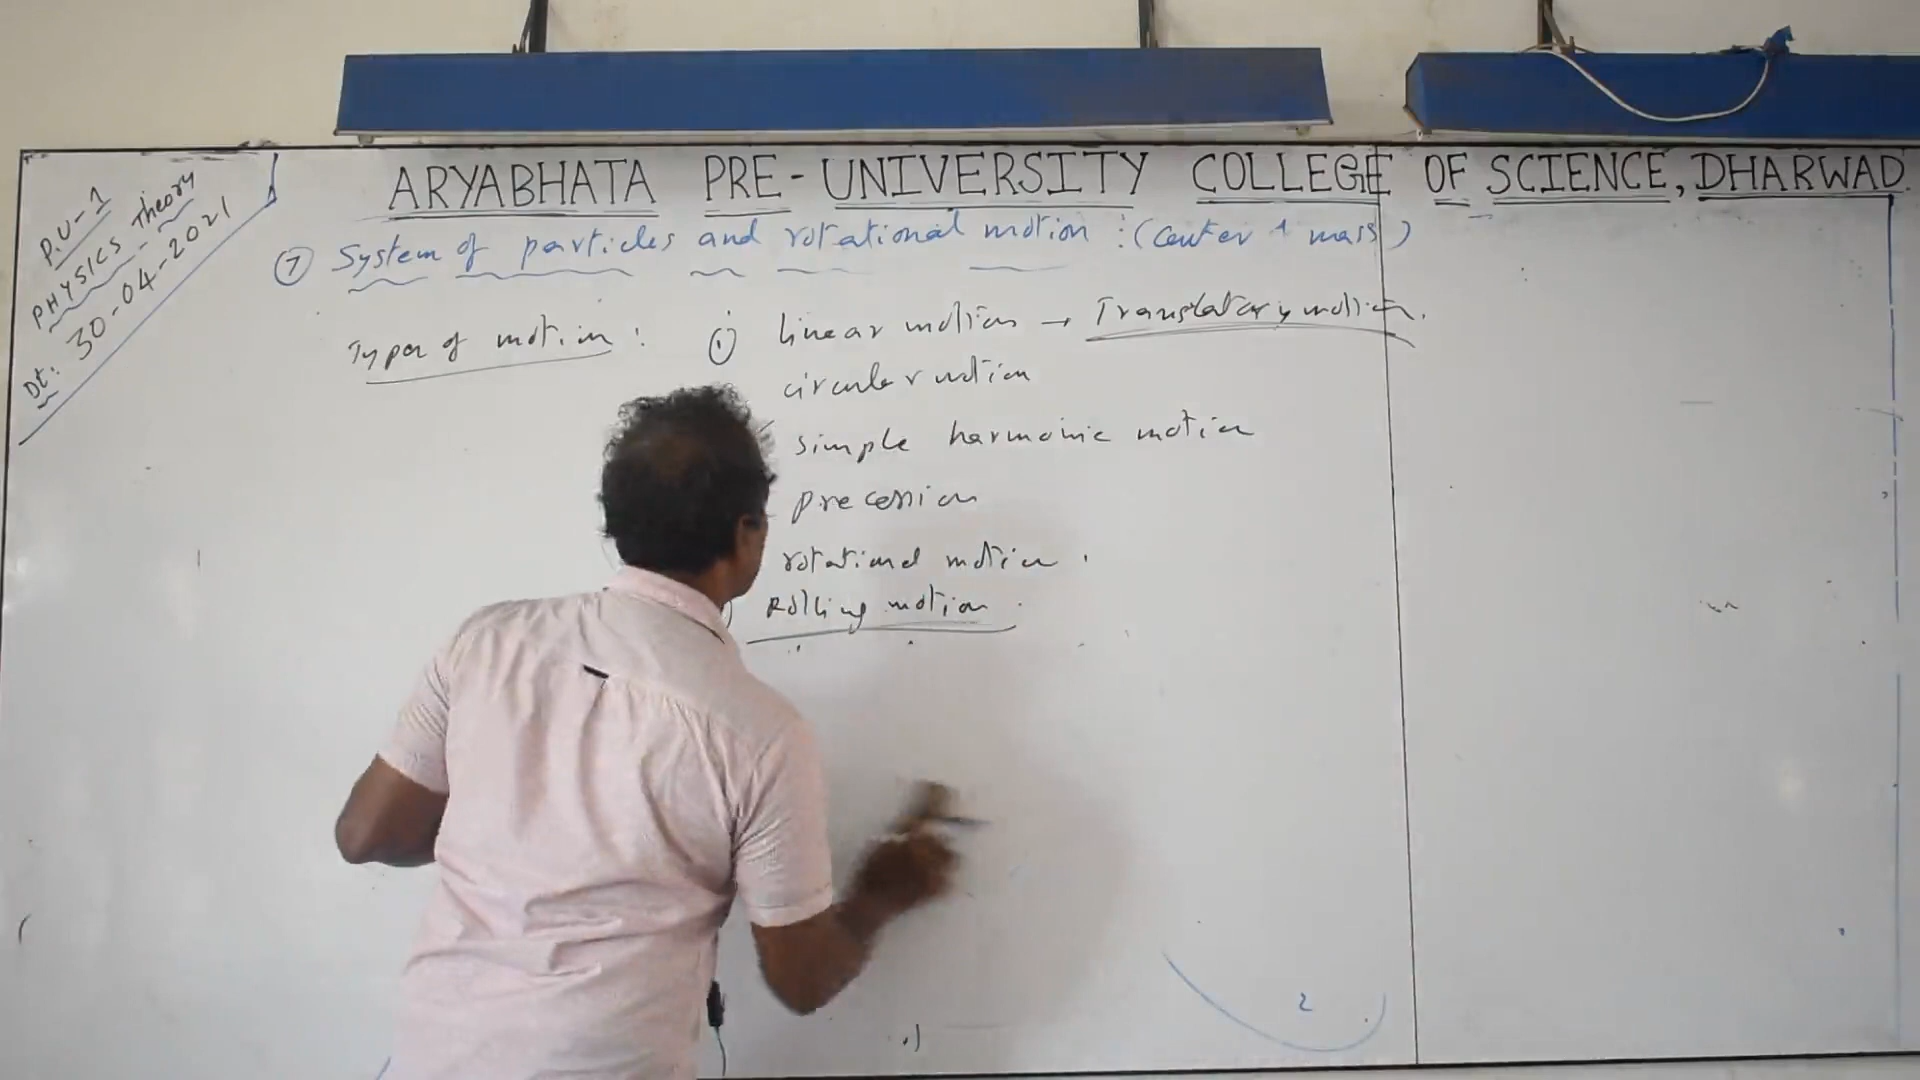 ARYABHATA PRE-UNIVERSITY COLLEGE OF SCIENCE, DHARWAD.
P.U-1
PHYSICS - Theory
Dt: 30-04-2021
⑦ System of particles and rotational motion : (Center of mass)
Types of motion : ① linear motion → Translatory motion.
circular motion
simple harmonic motion
precession
rotational motion.
Rolling motion.
2